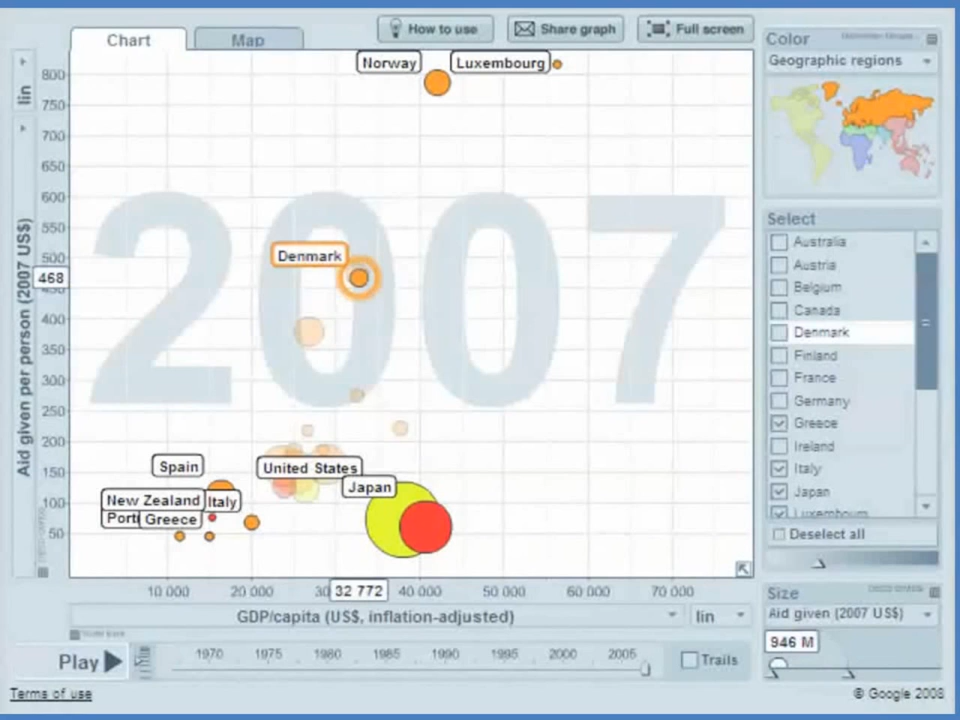 Chart
Map
How to use
Share graph
Full screen
Color
Geographic regions
lin
Aid given per person (2007 US$)
800
750
700
650
600
550
500
468
450
400
350
300
250
200
150
100
50
2007
Norway
Luxembourg
Denmark
Spain
United States
Japan
New Zealand
Italy
Port
Greece
Select
Australia
Austria
Belgium
Canada
Denmark
Finland
France
Germany
Greece
Ireland
Italy
Japan
Luxembourg
Deselect all
10 000
20 000
30
32 772
40 000
50 000
60 000
70 000
GDP/capita (US$, inflation-adjusted)
lin
Size
Aid given (2007 US$)
946 M
Play
1970
1975
1980
1985
1990
1995
2000
2005
Trails
Terms of use
© Google 2008